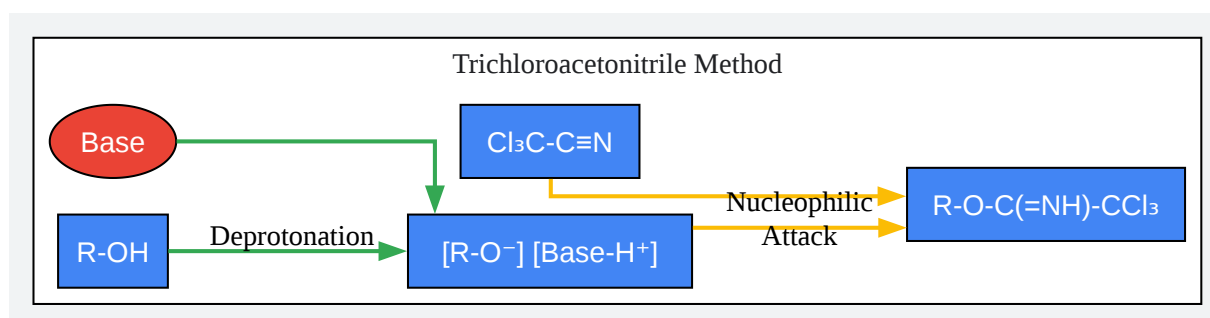 Trichloroacetonitrile Method
Base
Cl₃C-C≡N
R-OH
Deprotonation
[R-O⁻] [Base-H⁺]
Nucleophilic
Attack
R-O-C(=NH)-CCl₃